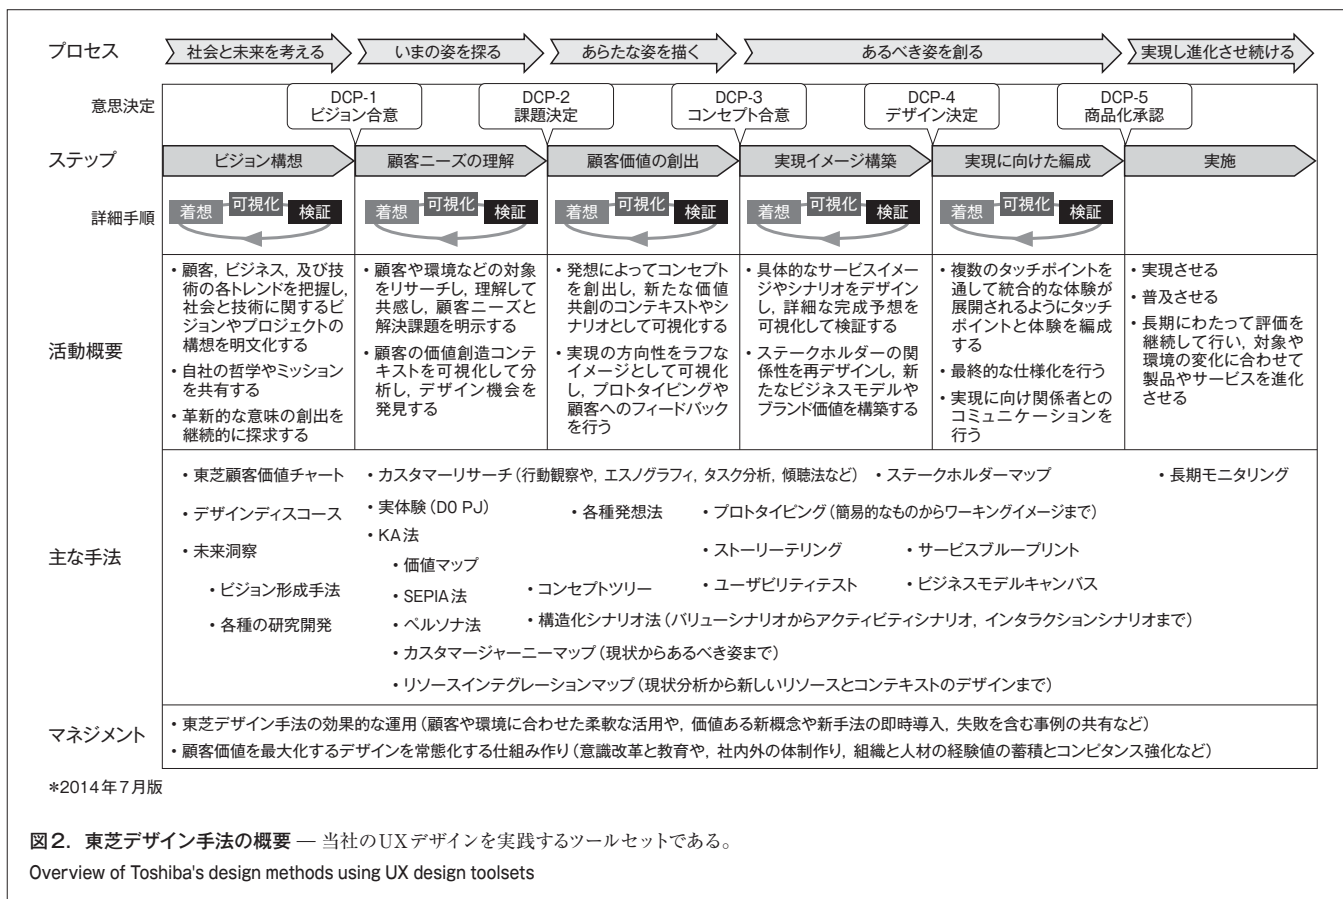 プロセス
社会と未来を考える
いまの姿を探る
あらたな姿を描く
あるべき姿を創る
実現し進化させ続ける
意思決定
DCP-1
ビジョン合意
DCP-2
課題決定
DCP-3
コンセプト合意
DCP-4
デザイン決定
DCP-5
商品化承認
ステップ
ビジョン構想
顧客ニーズの理解
顧客価値の創出
実現イメージ構築
実現に向けた編成
実施
詳細手順
着想 可視化 検証
着想 可視化 検証
着想 可視化 検証
着想 可視化 検証
着想 可視化 検証
活動概要
・顧客, ビジネス, 及び技
術の各トレンドを把握し,
社会と技術に関するビ
ジョンやプロジェクトの
構想を明文化する
・自社の哲学やミッション
を共有する
・革新的な意味の創出を
継続的に探求する
・顧客や環境などの対象
をリサーチし, 理解して
共感し, 顧客ニーズと
解決課題を明示する
・顧客の価値創造コンテ
キストを可視化して分
析し, デザイン機会を
発見する
・発想によってコンセプト
を創出し, 新たな価値
共創のコンテキストやシ
ナリオとして可視化する
・実現の方向性をラフな
イメージとして可視化
し, プロトタイピングや
顧客へのフィードバック
を行う
・具体的なサービスイメ
ージやシナリオをデザイン
し, 詳細な完成予想を
可視化して検証する
・ステークホルダーの関
係性を再デザインし, 新
たなビジネスモデルや
ブランド価値を構築する
・複数のタッチポイントを
通して統合的な体験が
展開されるようにタッチ
ポイントと体験を編成
する
・最終的な仕様化を行う
・実現に向け関係者との
コミュニケーションを
行う
・実現させる
・普及させる
・長期にわたって評価を
継続して行い, 対象や
環境の変化に合わせて
製品やサービスを進化
させる
主な手法
・東芝顧客価値チャート
・デザインディスコース
・未来洞察
・ビジョン形成手法
・各種の研究開発
・カスタマーリサーチ(行動観察や, エスノグラフィ, タスク分析, 傾聴法など)
・ステークホルダーマップ
・長期モニタリング
・実体験(D0 PJ)
・各種発想法
・プロトタイピング(簡易的なものからワーキングイメージまで)
・KA法
・ストーリーテリング
・サービスブループリント
・価値マップ
・コンセプトツリー
・ユーザビリティテスト
・ビジネスモデルキャンバス
・SEPIA法
・ペルソナ法
・構造化シナリオ法(バリューシナリオからアクティビティシナリオ, インタラクションシナリオまで)
・カスタマージャーニーマップ(現状からあるべき姿まで)
・リソースインテグレーションマップ(現状分析から新しいリソースとコンテキストのデザインまで)
マネジメント
・東芝デザイン手法の効果的な運用(顧客や環境に合わせた柔軟な活用や, 価値ある新概念や新手法の即時導入, 失敗を含む事例の共有など)
・顧客価値を最大化するデザインを常態化する仕組み作り(意識改革と教育や, 社内外の体制作り, 組織と人材の経験値の蓄積とコンピタンス強化など)
*2014年7月版
図2. 東芝デザイン手法の概要 — 当社のUXデザインを実践するツールセットである。
Overview of Toshiba's design methods using UX design toolsets